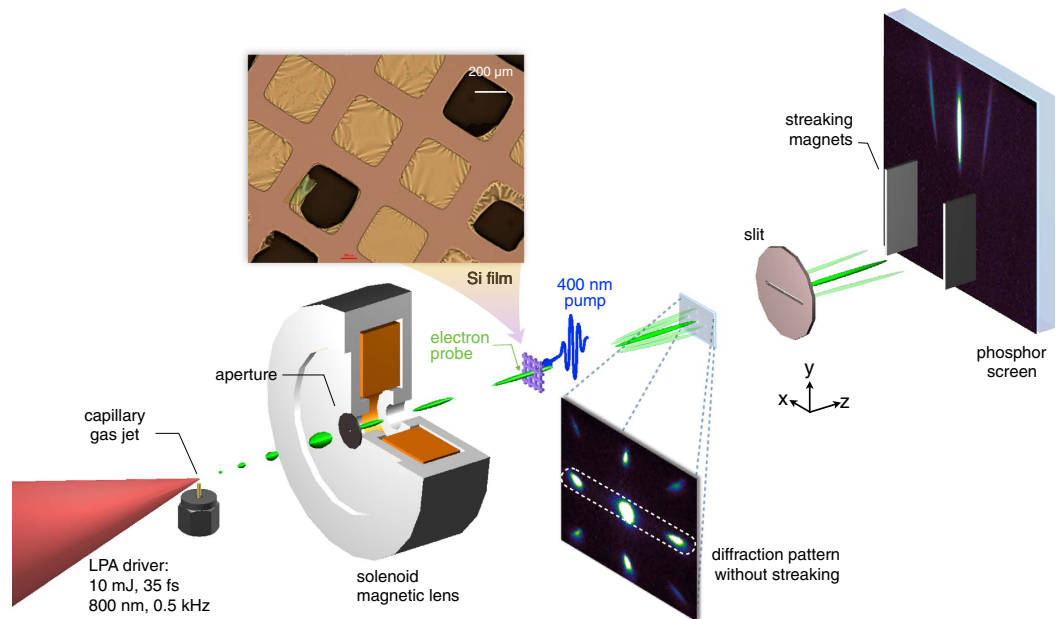 200 µm
streaking
magnets
slit
Si film
400 nm
pump
electron
probe
aperture
phosphor
screen
y
x
z
capillary
gas jet
LPA driver:
10 mJ, 35 fs
800 nm, 0.5 kHz
solenoid
magnetic lens
diffraction pattern
without streaking